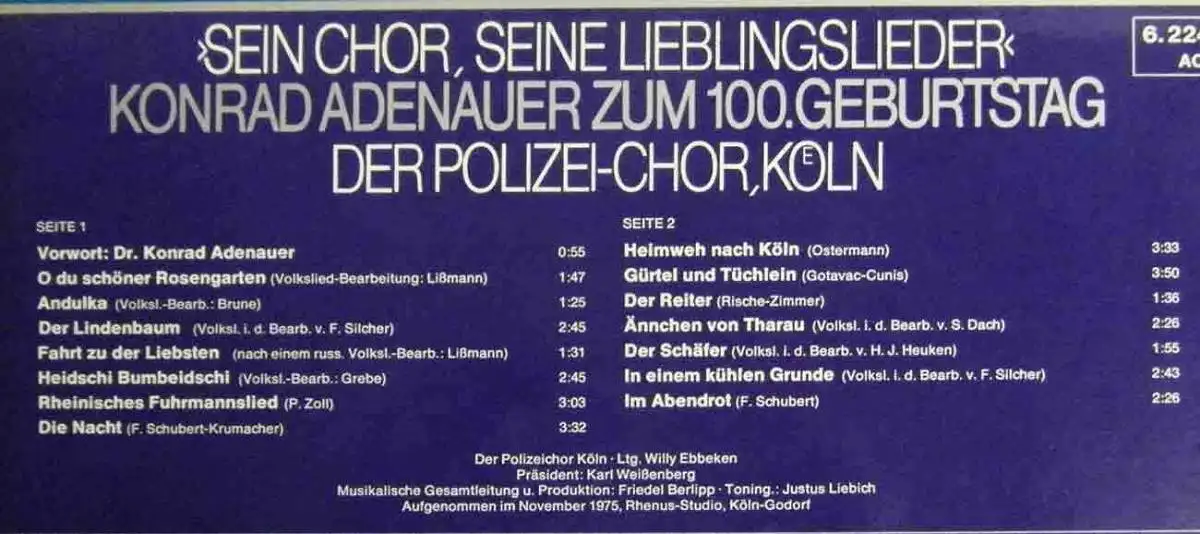 ›SEIN CHOR, SEINE LIEBLINGSLIEDER‹
KONRAD ADENAUER ZUM 100. GEBURTSTAG
DER POLIZEI-CHOR, KÖLN
6.224
AO
SEITE 1
Vorwort: Dr. Konrad Adenauer 0:55
O du schöner Rosengarten (Volkslied-Bearbeitung: Lißmann) 1:47
Andulka (Volksl.-Bearb.: Brune) 1:25
Der Lindenbaum (Volksl. i. d. Bearb. v. F. Silcher) 2:45
Fahrt zu der Liebsten (nach einem russ. Volksl.-Bearb.: Lißmann) 1:31
Heidschi Bumbeidschi (Volksl.-Bearb.: Grebe) 2:45
Rheinisches Fuhrmannslied (P. Zoll) 3:03
Die Nacht (F. Schubert-Krumacher) 3:32
SEITE 2
Heimweh nach Köln (Ostermann) 3:33
Gürtel und Tüchlein (Gotavac-Cunis) 3:50
Der Reiter (Rische-Zimmer) 1:36
Ännchen von Tharau (Volksl. i. d. Bearb. v. S. Dach) 2:26
Der Schäfer (Volksl. i. d. Bearb. v. H. J. Heuken) 1:55
In einem kühlen Grunde (Volksl. i. d. Bearb. v. F. Silcher) 2:43
Im Abendrot (F. Schubert) 2:26
Der Polizeichor Köln · Ltg. Willy Ebbeken
Präsident: Karl Weißenberg
Musikalische Gesamtleitung u. Produktion: Friedel Berlipp · Toning.: Justus Liebich
Aufgenommen im November 1975, Rhenus-Studio, Köln-Godorf